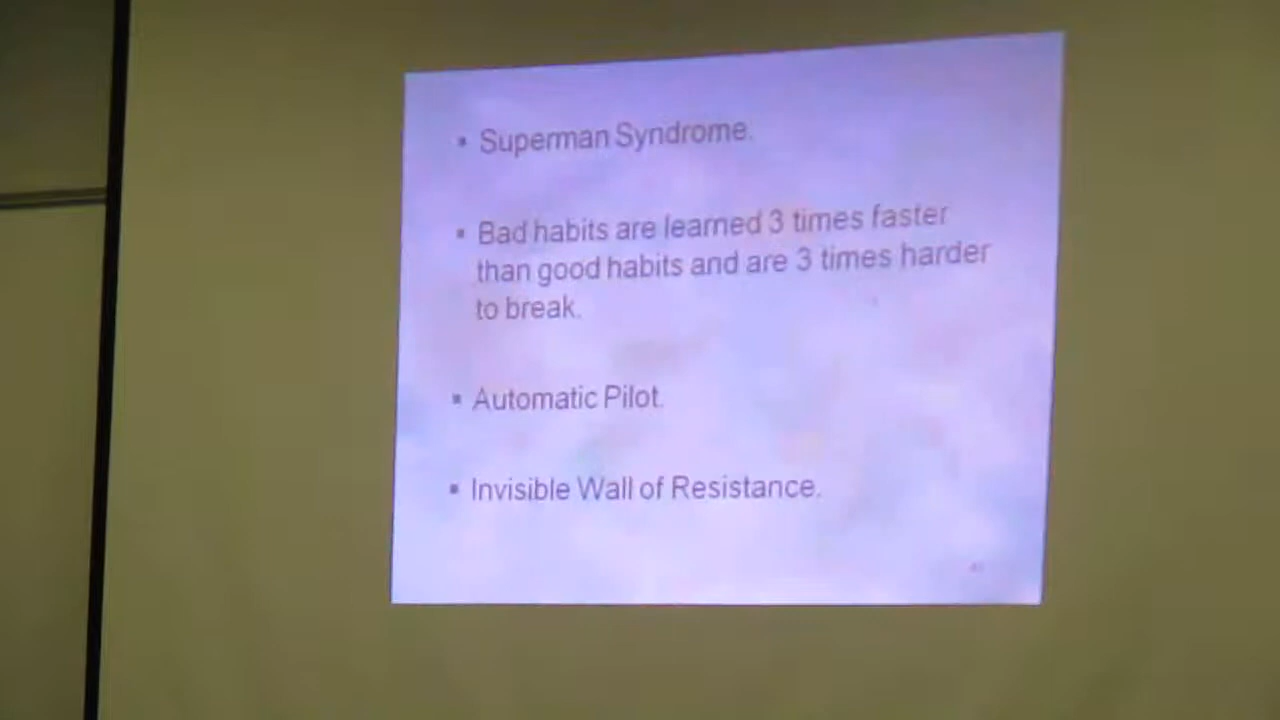 ▪ Superman Syndrome.
▪ Bad habits are learned 3 times faster
than good habits and are 3 times harder
to break.
▪ Automatic Pilot.
▪ Invisible Wall of Resistance.